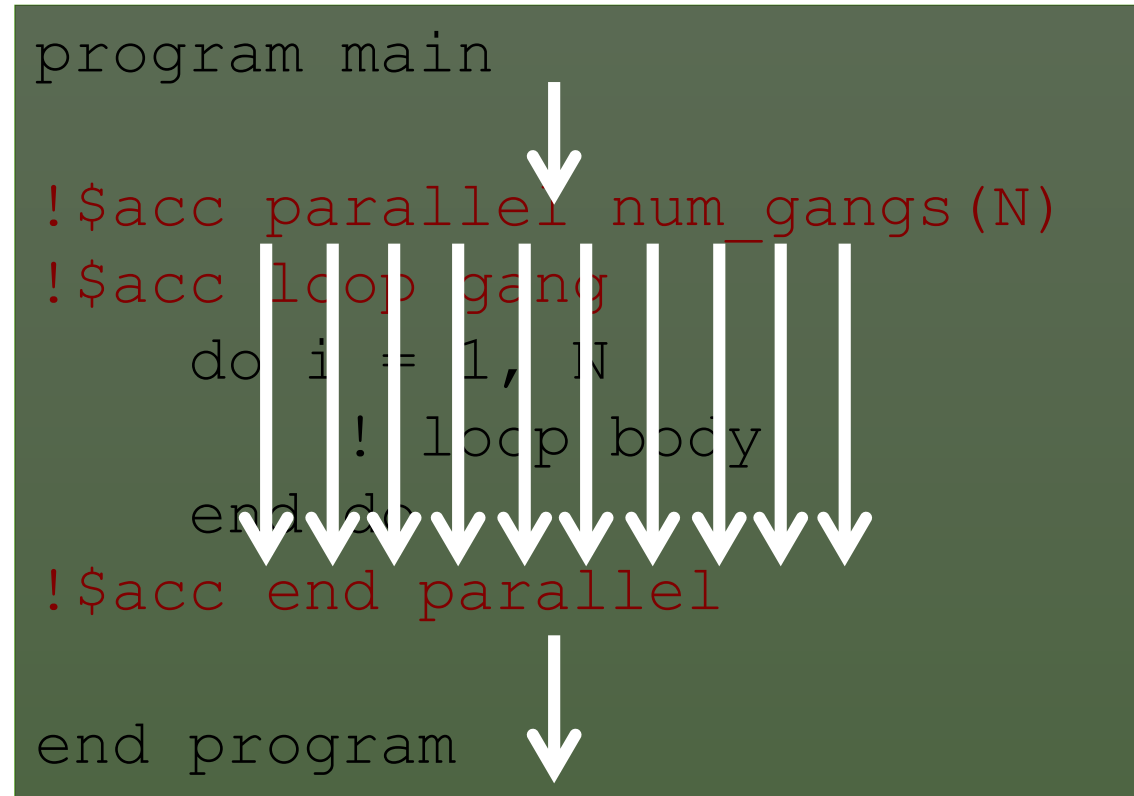 program main
!$acc parallel num_gangs(N)
!$acc loop gang
do i = 1, N
! loop body
end do
!$acc end parallel
end program